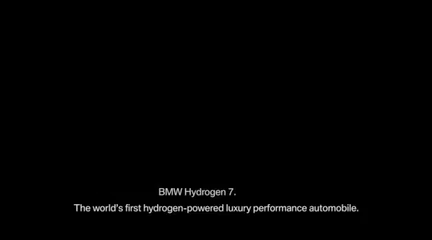 BMW Hydrogen 7.
The world's first hydrogen-powered luxury performance automobile.